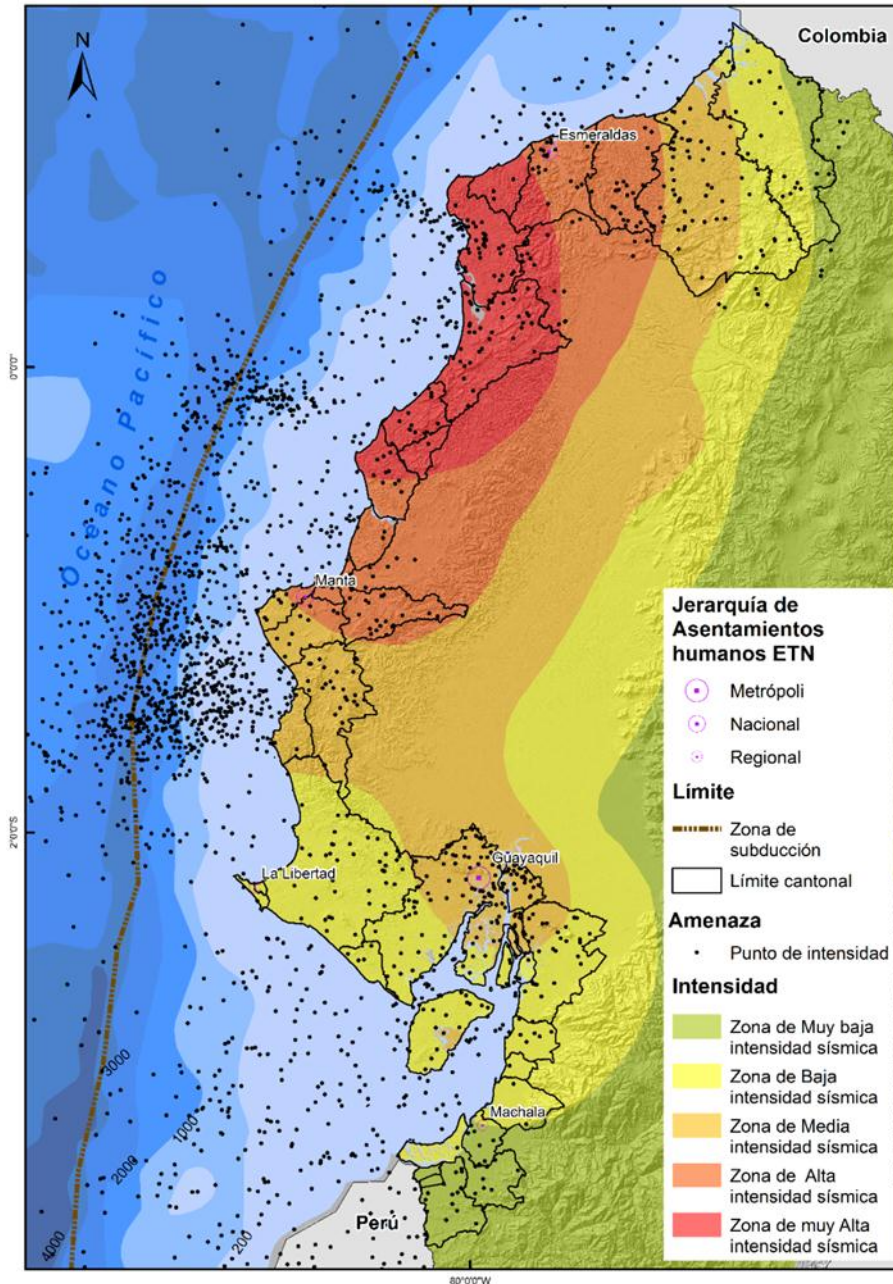 N
Colombia
Esmeraldas
Océano Pacífico
0°0'0"
Manta
2°0'0"S
La Libertad
Guayaquil
Machala
Perú
3000
1000
2000
4000
200
80°0'0"W
Jerarquía de
Asentamientos
humanos ETN
Metrópoli
Nacional
Regional
Límite
Zona de
subducción
Límite cantonal
Amenaza
Punto de intensidad
Intensidad
Zona de Muy baja
intensidad sísmica
Zona de Baja
intensidad sísmica
Zona de Media
intensidad sísmica
Zona de Alta
intensidad sísmica
Zona de muy Alta
intensidad sísmica